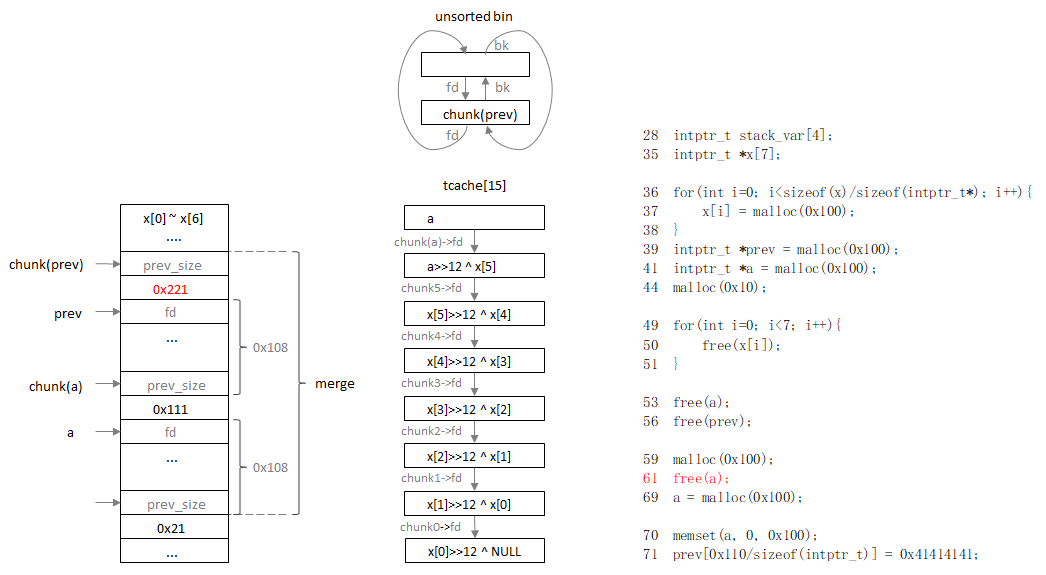 unsorted bin
bk
fd
bk
chunk(prev)
fd
tcache[15]
a
chunk(a)->fd
a>>12 ^ x[5]
chunk5->fd
x[5]>>12 ^ x[4]
chunk4->fd
x[4]>>12 ^ x[3]
chunk3->fd
x[3]>>12 ^ x[2]
chunk2->fd
x[2]>>12 ^ x[1]
chunk1->fd
x[1]>>12 ^ x[0]
chunk0->fd
x[0]>>12 ^ NULL
x[0] ~ x[6]
....
chunk(prev)
prev_size
0x221
prev
fd
...
0x108
chunk(a)
prev_size
merge
0x111
a
fd
...
0x108
prev_size
0x21
...
28 intptr_t stack_var[4];
35 intptr_t *x[7];
36 for(int i=0; i<sizeof(x)/sizeof(intptr_t*); i++){
37 x[i] = malloc(0x100);
38 }
39 intptr_t *prev = malloc(0x100);
41 intptr_t *a = malloc(0x100);
44 malloc(0x10);
49 for(int i=0; i<7; i++){
50 free(x[i]);
51 }
53 free(a);
56 free(prev);
59 malloc(0x100);
61 free(a);
69 a = malloc(0x100);
70 memset(a, 0, 0x100);
71 prev[0x110/sizeof(intptr_t)] = 0x41414141;